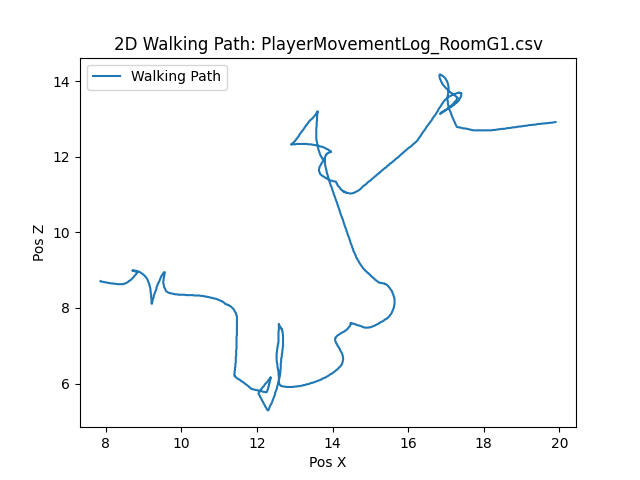 2D Walking Path: PlayerMovementLog_RoomG1.csv
Walking Path
14
12
10
8
6
Pos Z
8 10 12 14 16 18 20
Pos X